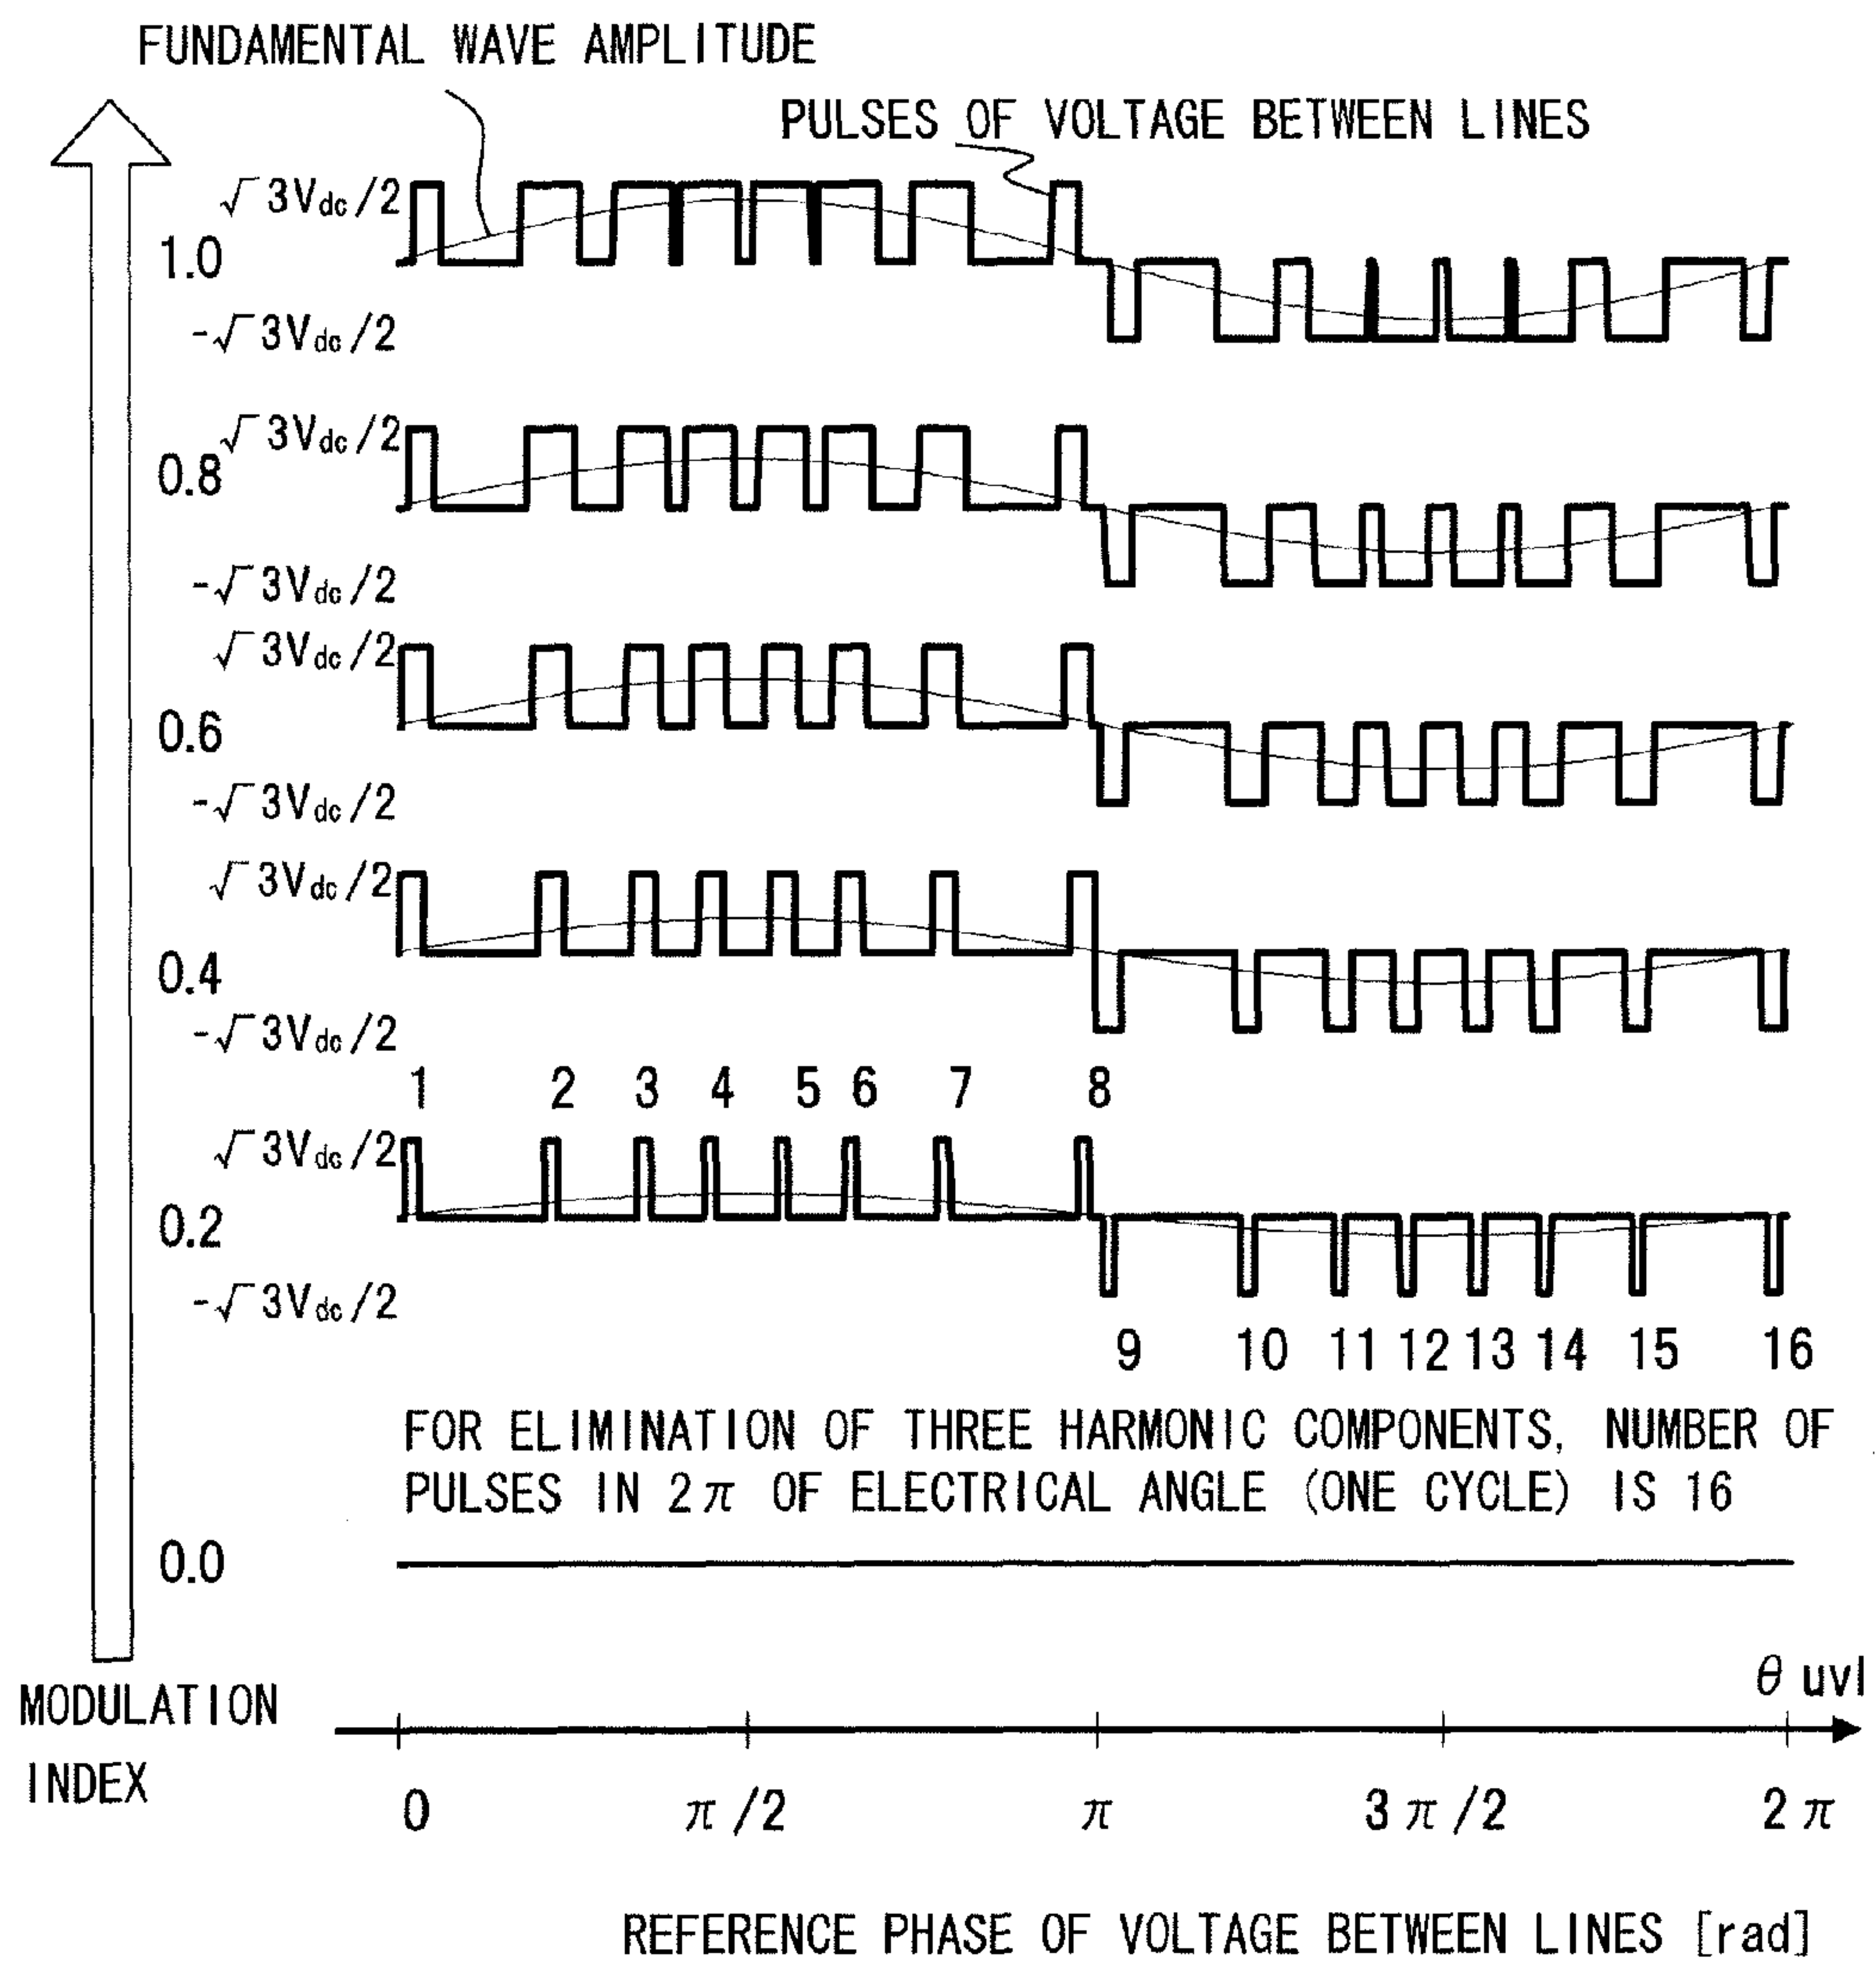 FUNDAMENTAL WAVE AMPLITUDE
PULSES OF VOLTAGE BETWEEN LINES
√3Vdc/2
1.0
-√3Vdc/2
√3Vdc/2
0.8
-√3Vdc/2
√3Vdc/2
0.6
-√3Vdc/2
√3Vdc/2
0.4
-√3Vdc/2
1 2 3 4 5 6 7 8
√3Vdc/2
0.2
-√3Vdc/2
9 10 11 12 13 14 15 16
FOR ELIMINATION OF THREE HARMONIC COMPONENTS, NUMBER OF
PULSES IN 2π OF ELECTRICAL ANGLE (ONE CYCLE) IS 16
0.0
MODULATION
INDEX
θ uvl
0 π/2 π 3π/2 2π
REFERENCE PHASE OF VOLTAGE BETWEEN LINES [rad]